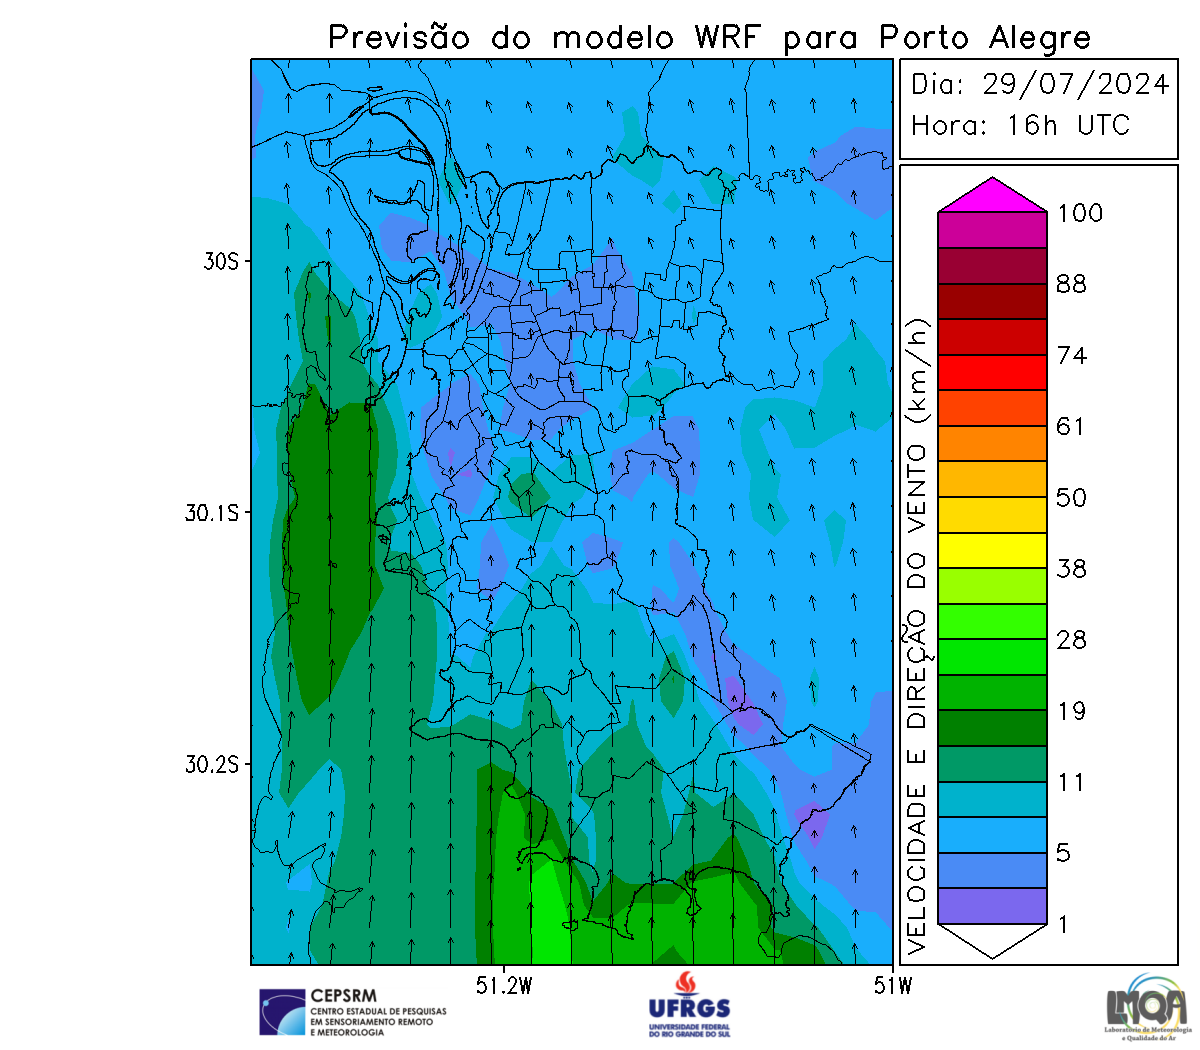 Previsão do modelo WRF para Porto Alegre
Dia: 29/07/2024
Hora: 16h UTC
30S
30.1S
30.2S
51.2W
51W
VELOCIDADE E DIREÇÃO DO VENTO (km/h)
100
88
74
61
50
38
28
19
11
5
1
CEPSRM
CENTRO ESTADUAL DE PESQUISAS
EM SENSORIAMENTO REMOTO
E METEOROLOGIA
UFRGS
UNIVERSIDADE FEDERAL
DO RIO GRANDE DO SUL
LMQA
Laboratório de Meteorologia
e Qualidade do Ar